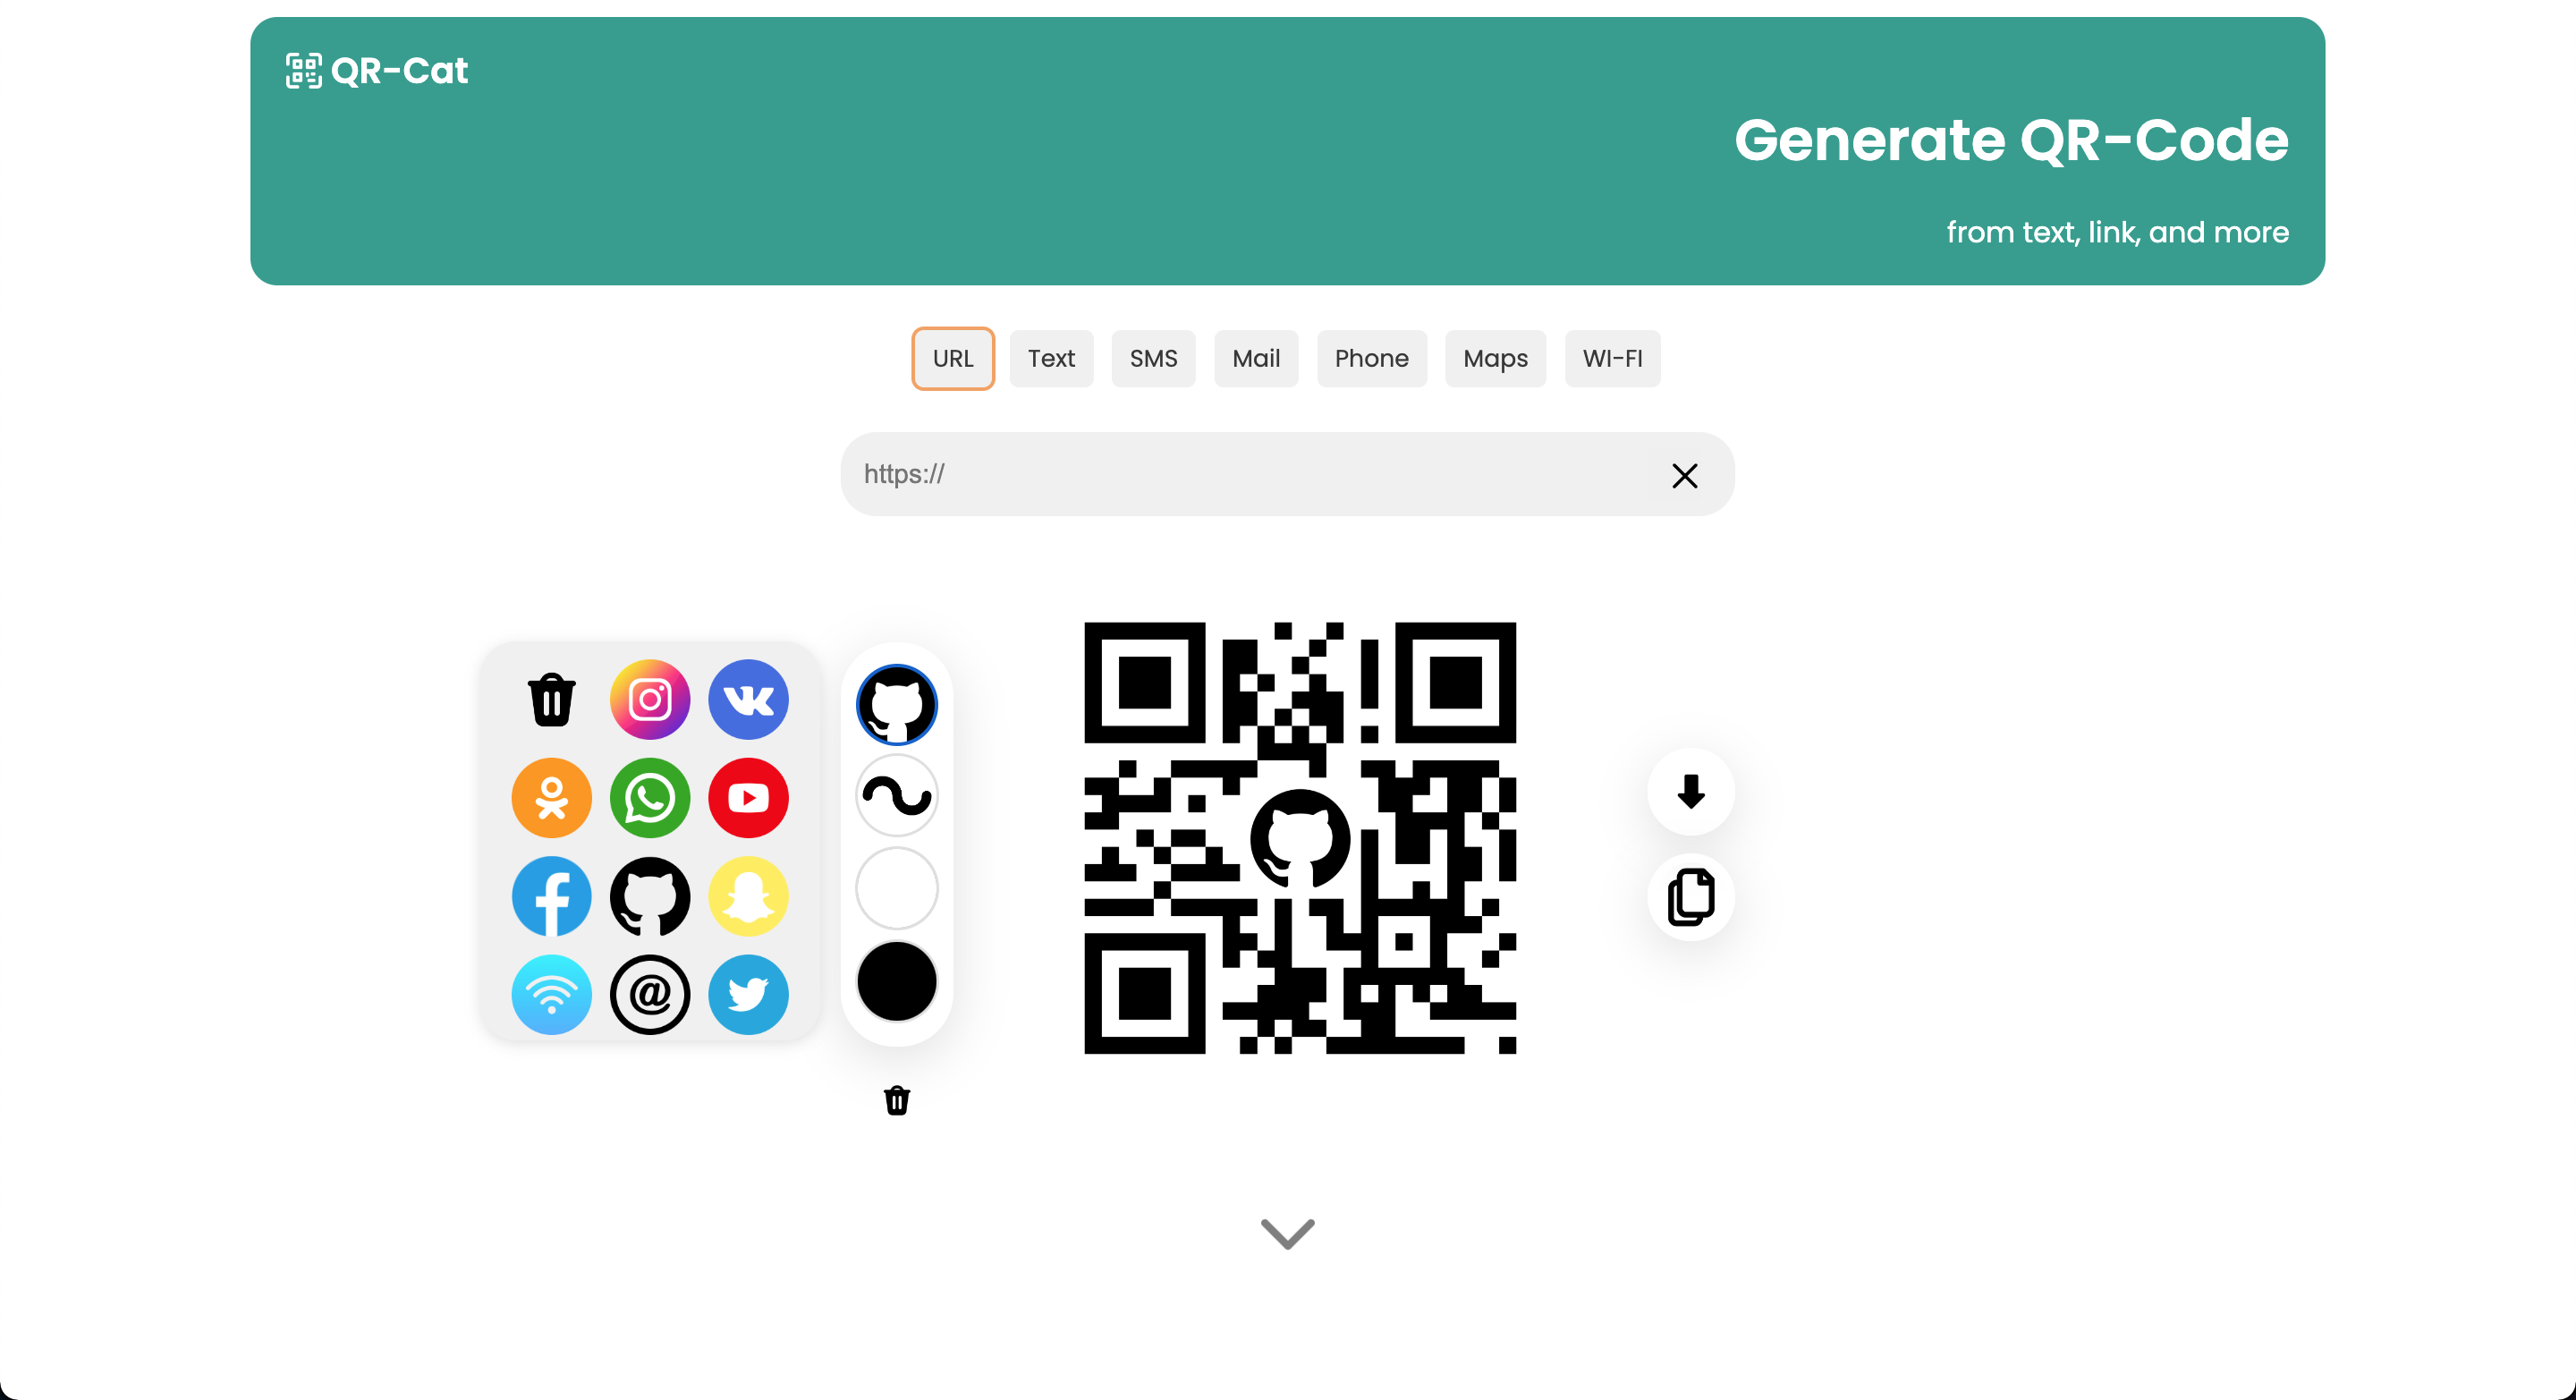 QR-Cat
Generate QR-Code
from text, link, and more
URL Text SMS Mail Phone Maps WI-FI
https://